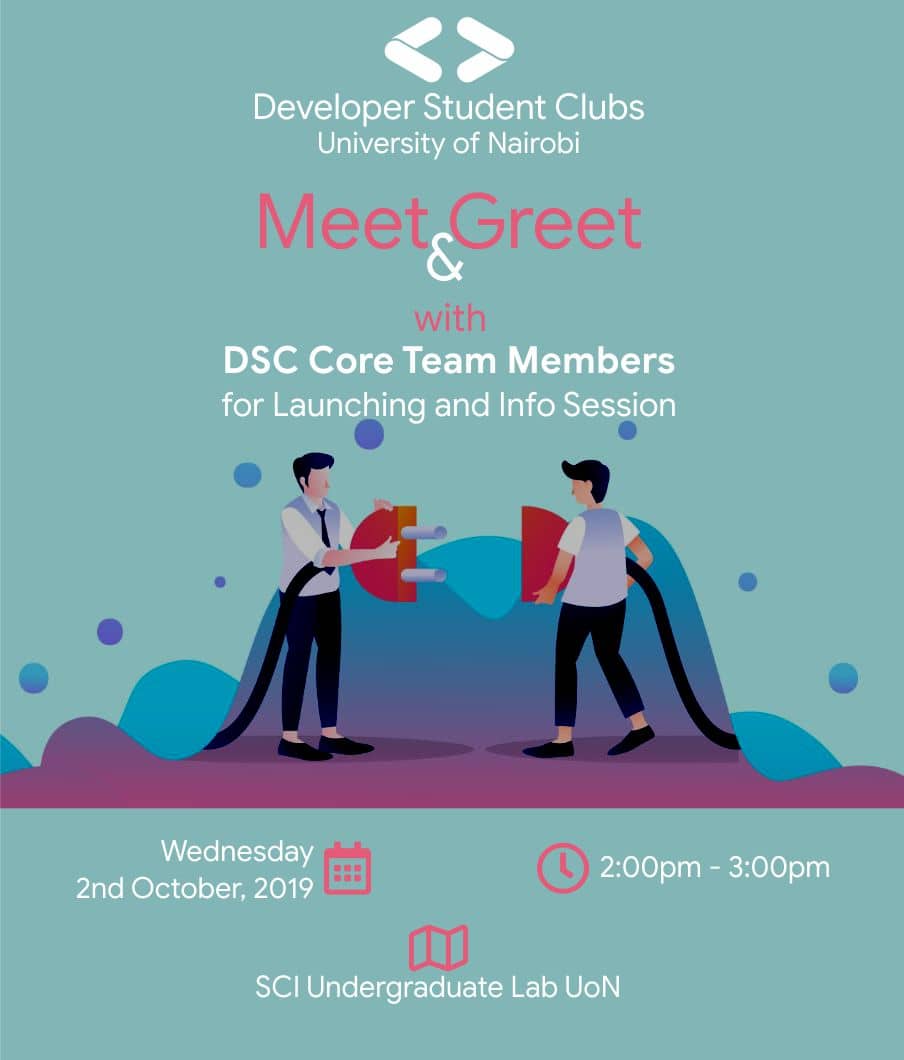 Developer Student Clubs
University of Nairobi
Meet & Greet
with
DSC Core Team Members
for Launching and Info Session
Wednesday
2nd October, 2019
2:00pm - 3:00pm
SCI Undergraduate Lab UoN